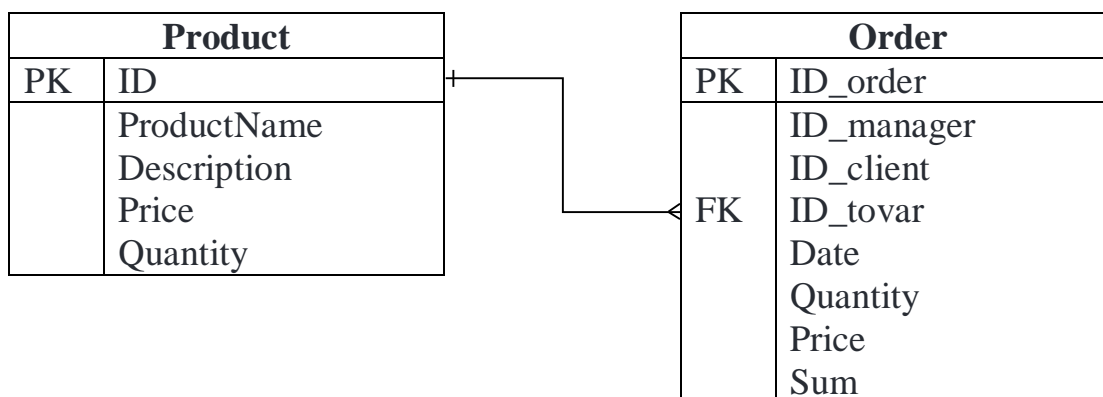 Product
PK ID
ProductName
Description
Price
Quantity
Order
PK ID_order
ID_manager
ID_client
FK ID_tovar
Date
Quantity
Price
Sum